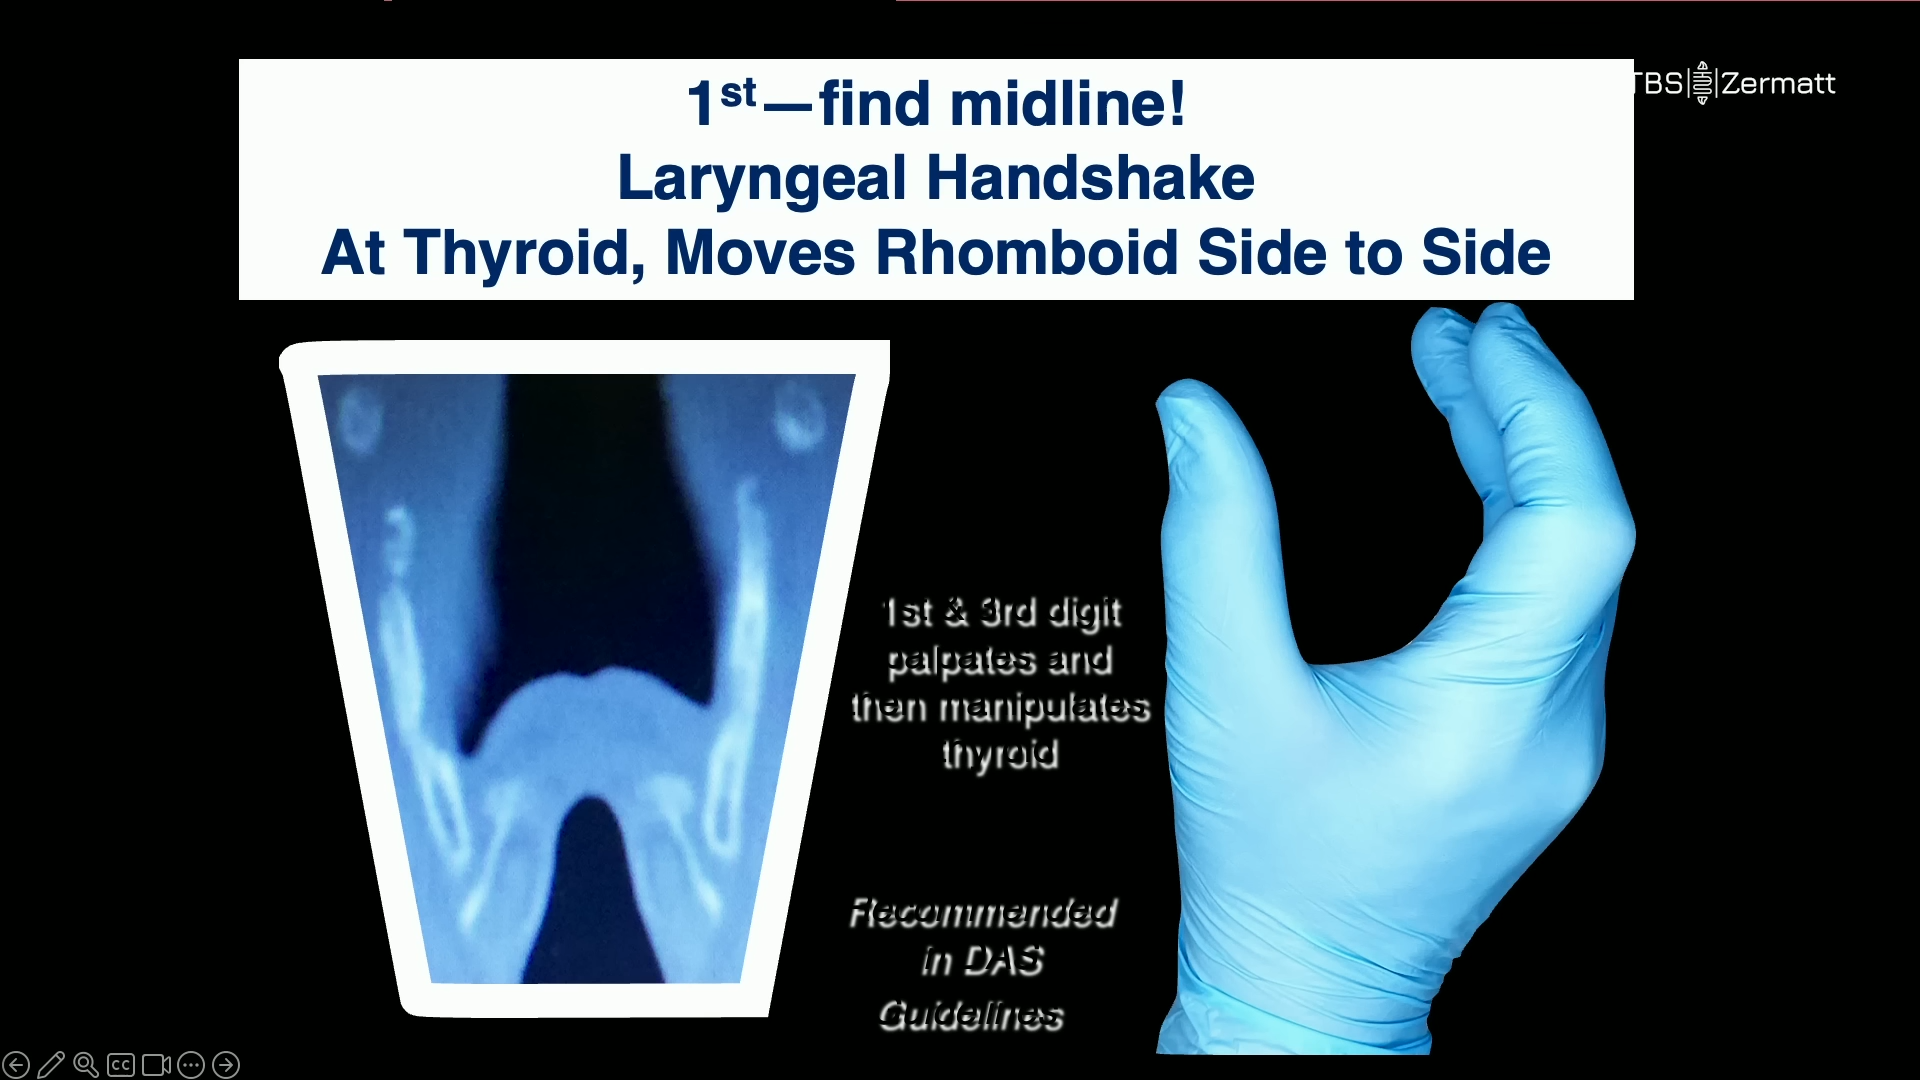 1st—find midline!
Laryngeal Handshake
At Thyroid, Moves Rhomboid Side to Side
TBS Zermatt
1st & 3rd digit
palpates and
then manipulates
thyroid
Recommended
in DAS
Guidelines
CC